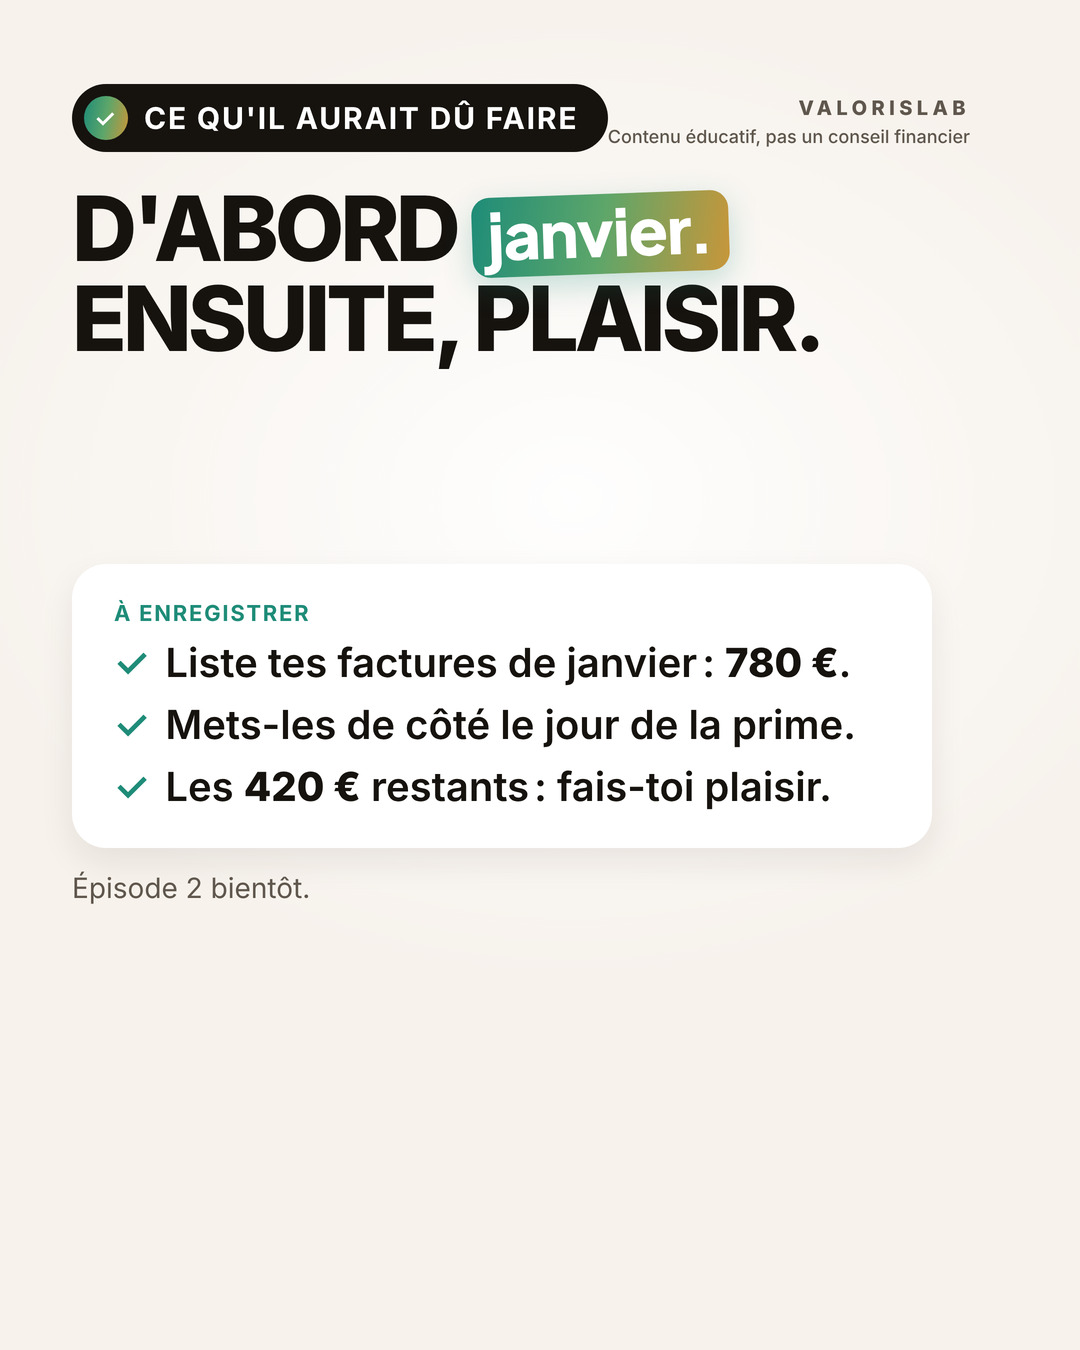 CE QU'IL AURAIT DÛ FAIRE
VALORISLAB
Contenu éducatif, pas un conseil financier
D'ABORD janvier.
ENSUITE, PLAISIR.
À ENREGISTRER
Liste tes factures de janvier : 780 €.
Mets-les de côté le jour de la prime.
Les 420 € restants : fais-toi plaisir.
Épisode 2 bientôt.